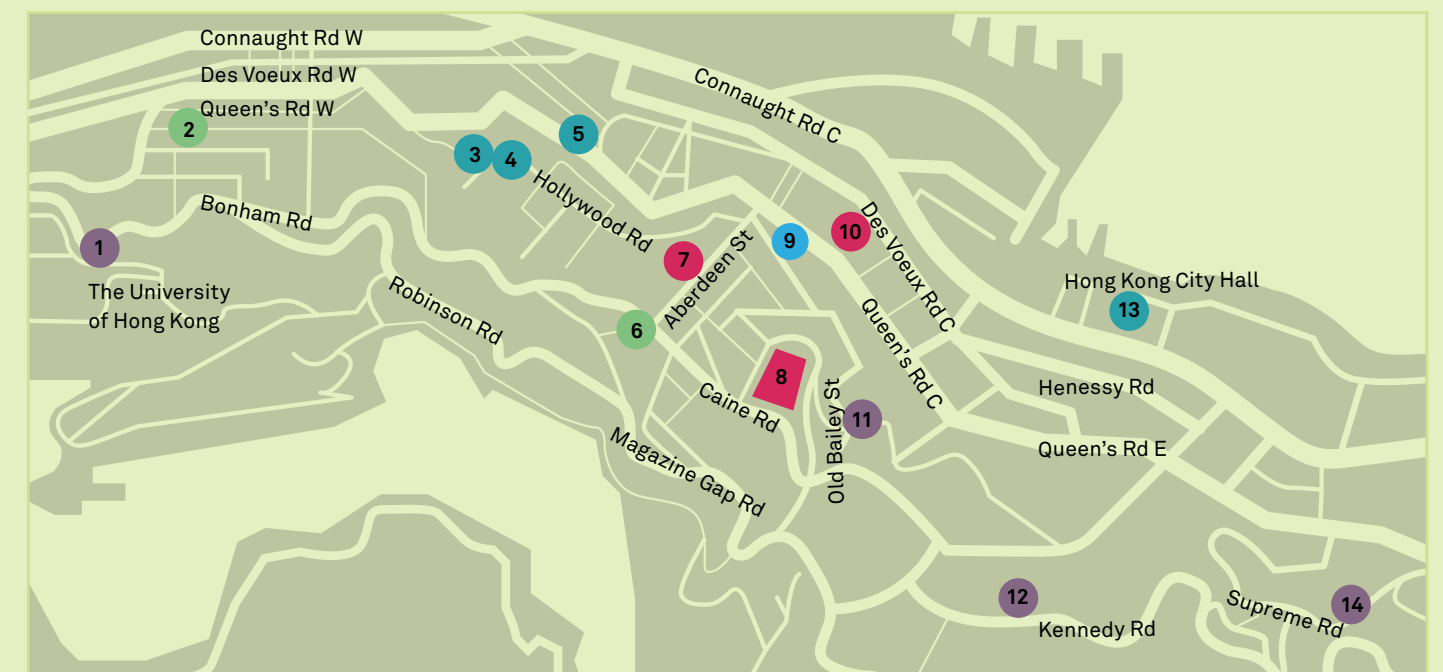 Connaught Rd W
Des Voeux Rd W
Queen's Rd W
Connaught Rd C
2
5
3
4
Hollywood Rd
Bonham Rd
1
The University
of Hong Kong
7
Aberdeen St
9
10
Des Voeux Rd C
Hong Kong City Hall
13
Robinson Rd
6
Queen's Rd C
8
Caine Rd
Old Bailey St
11
Henessy Rd
Queen's Rd E
Magazine Gap Rd
12
Kennedy Rd
Supreme Rd
14